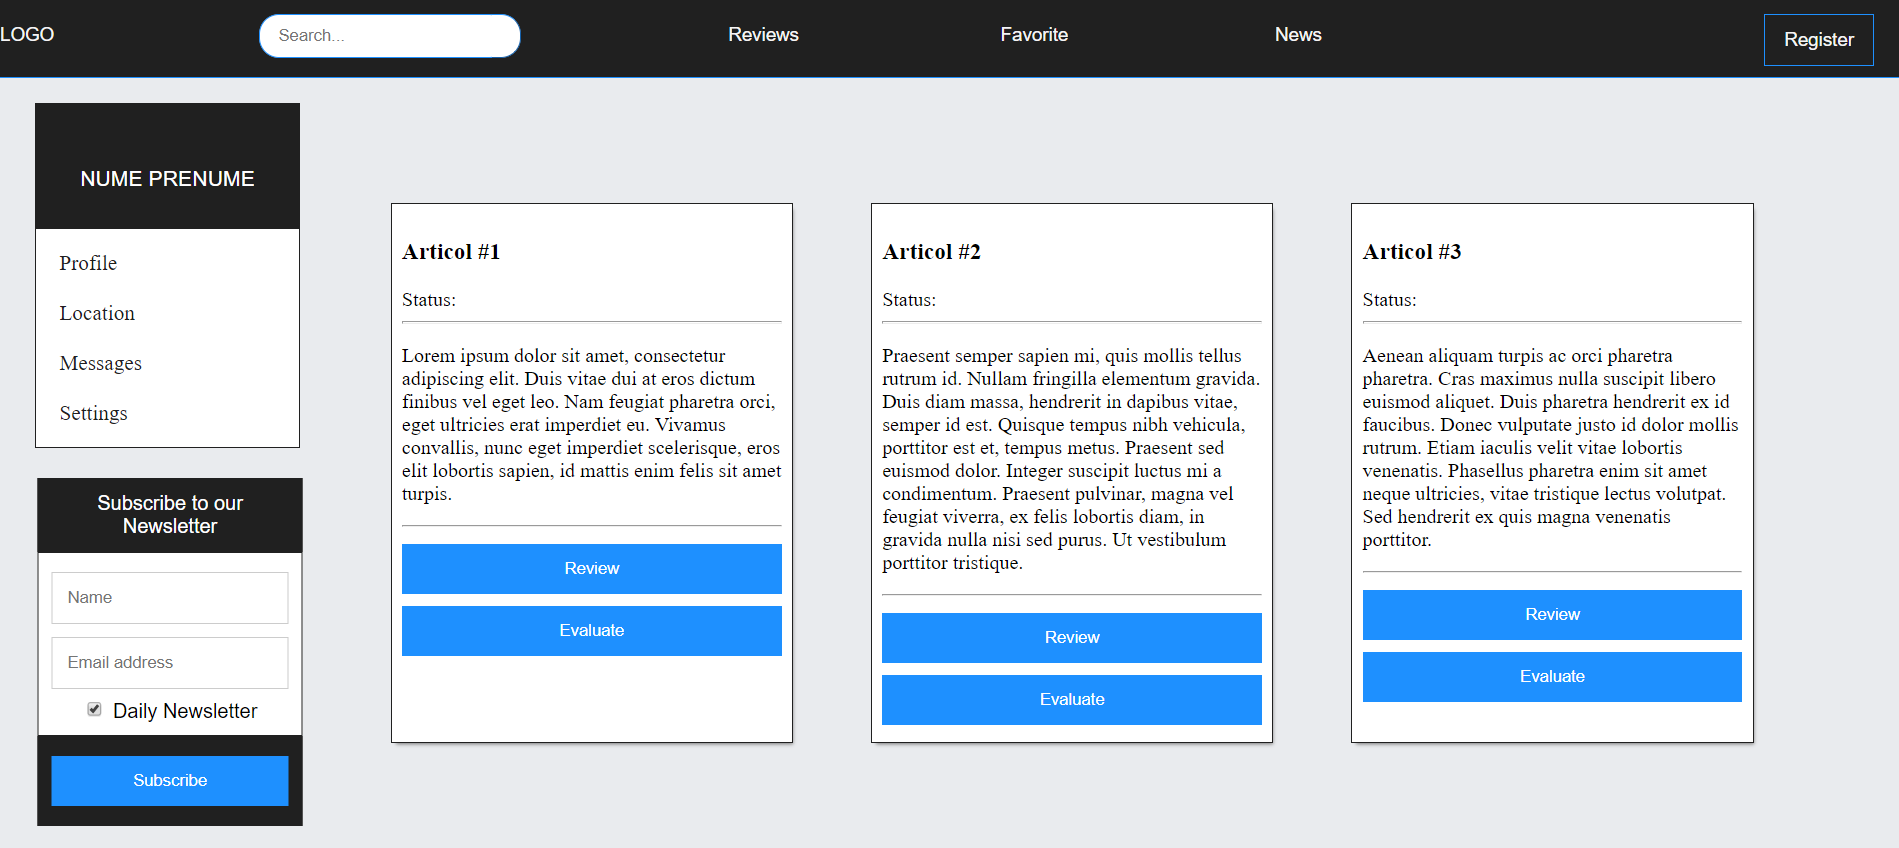 LOGO
Search...
Reviews
Favorite
News
Register
NUME PRENUME
Profile
Location
Messages
Settings
Subscribe to our
Newsletter
Name
Email address
Daily Newsletter
Subscribe
Articol #1
Status:
Lorem ipsum dolor sit amet, consectetur
adipiscing elit. Duis vitae dui at eros dictum
finibus vel eget leo. Nam feugiat pharetra orci,
eget ultricies erat imperdiet eu. Vivamus
convallis, nunc eget imperdiet scelerisque, eros
elit lobortis sapien, id mattis enim felis sit amet
turpis.
Review
Evaluate
Articol #2
Status:
Praesent semper sapien mi, quis mollis tellus
rutrum id. Nullam fringilla elementum gravida.
Duis diam massa, hendrerit in dapibus vitae,
semper id est. Quisque tempus nibh vehicula,
porttitor est et, tempus metus. Praesent sed
euismod dolor. Integer suscipit luctus mi a
condimentum. Praesent pulvinar, magna vel
feugiat viverra, ex felis lobortis diam, in
gravida nulla nisi sed purus. Ut vestibulum
porttitor tristique.
Review
Evaluate
Articol #3
Status:
Aenean aliquam turpis ac orci pharetra
pharetra. Cras maximus nulla suscipit libero
euismod aliquet. Duis pharetra hendrerit ex id
faucibus. Donec vulputate justo id dolor mollis
rutrum. Etiam iaculis velit vitae lobortis
venenatis. Phasellus pharetra enim sit amet
neque ultricies, vitae tristique lectus volutpat.
Sed hendrerit ex quis magna venenatis
porttitor.
Review
Evaluate